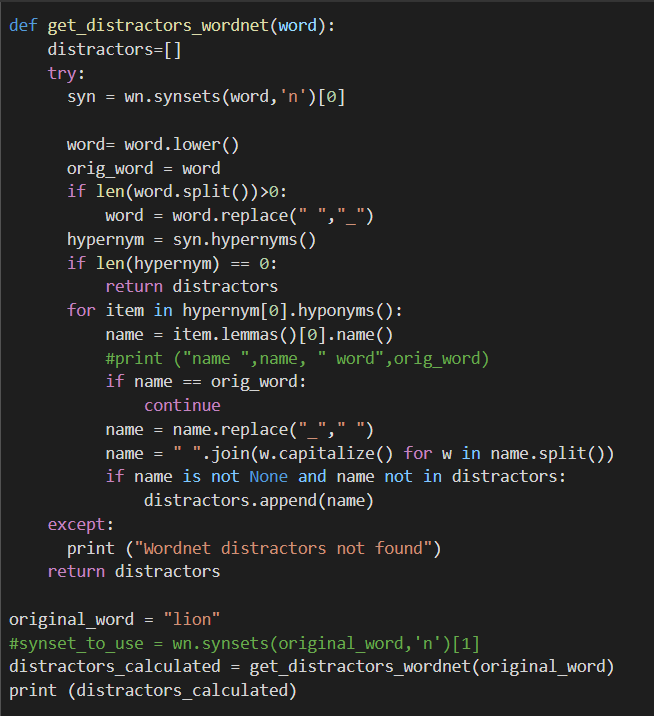 def get_distractors_wordnet(word):
    distractors=[]
    try:
      syn = wn.synsets(word,'n')[0]

      word= word.lower()
      orig_word = word
      if len(word.split())>0:
          word = word.replace(" ","_")
      hypernym = syn.hypernyms()
      if len(hypernym) == 0:
          return distractors
      for item in hypernym[0].hyponyms():
          name = item.lemmas()[0].name()
          #print ("name ",name, " word",orig_word)
          if name == orig_word:
              continue
          name = name.replace("_"," ")
          name = " ".join(w.capitalize() for w in name.split())
          if name is not None and name not in distractors:
              distractors.append(name)
    except:
      print ("Wordnet distractors not found")
    return distractors

original_word = "lion"
#synset_to_use = wn.synsets(original_word,'n')[1]
distractors_calculated = get_distractors_wordnet(original_word)
print (distractors_calculated)